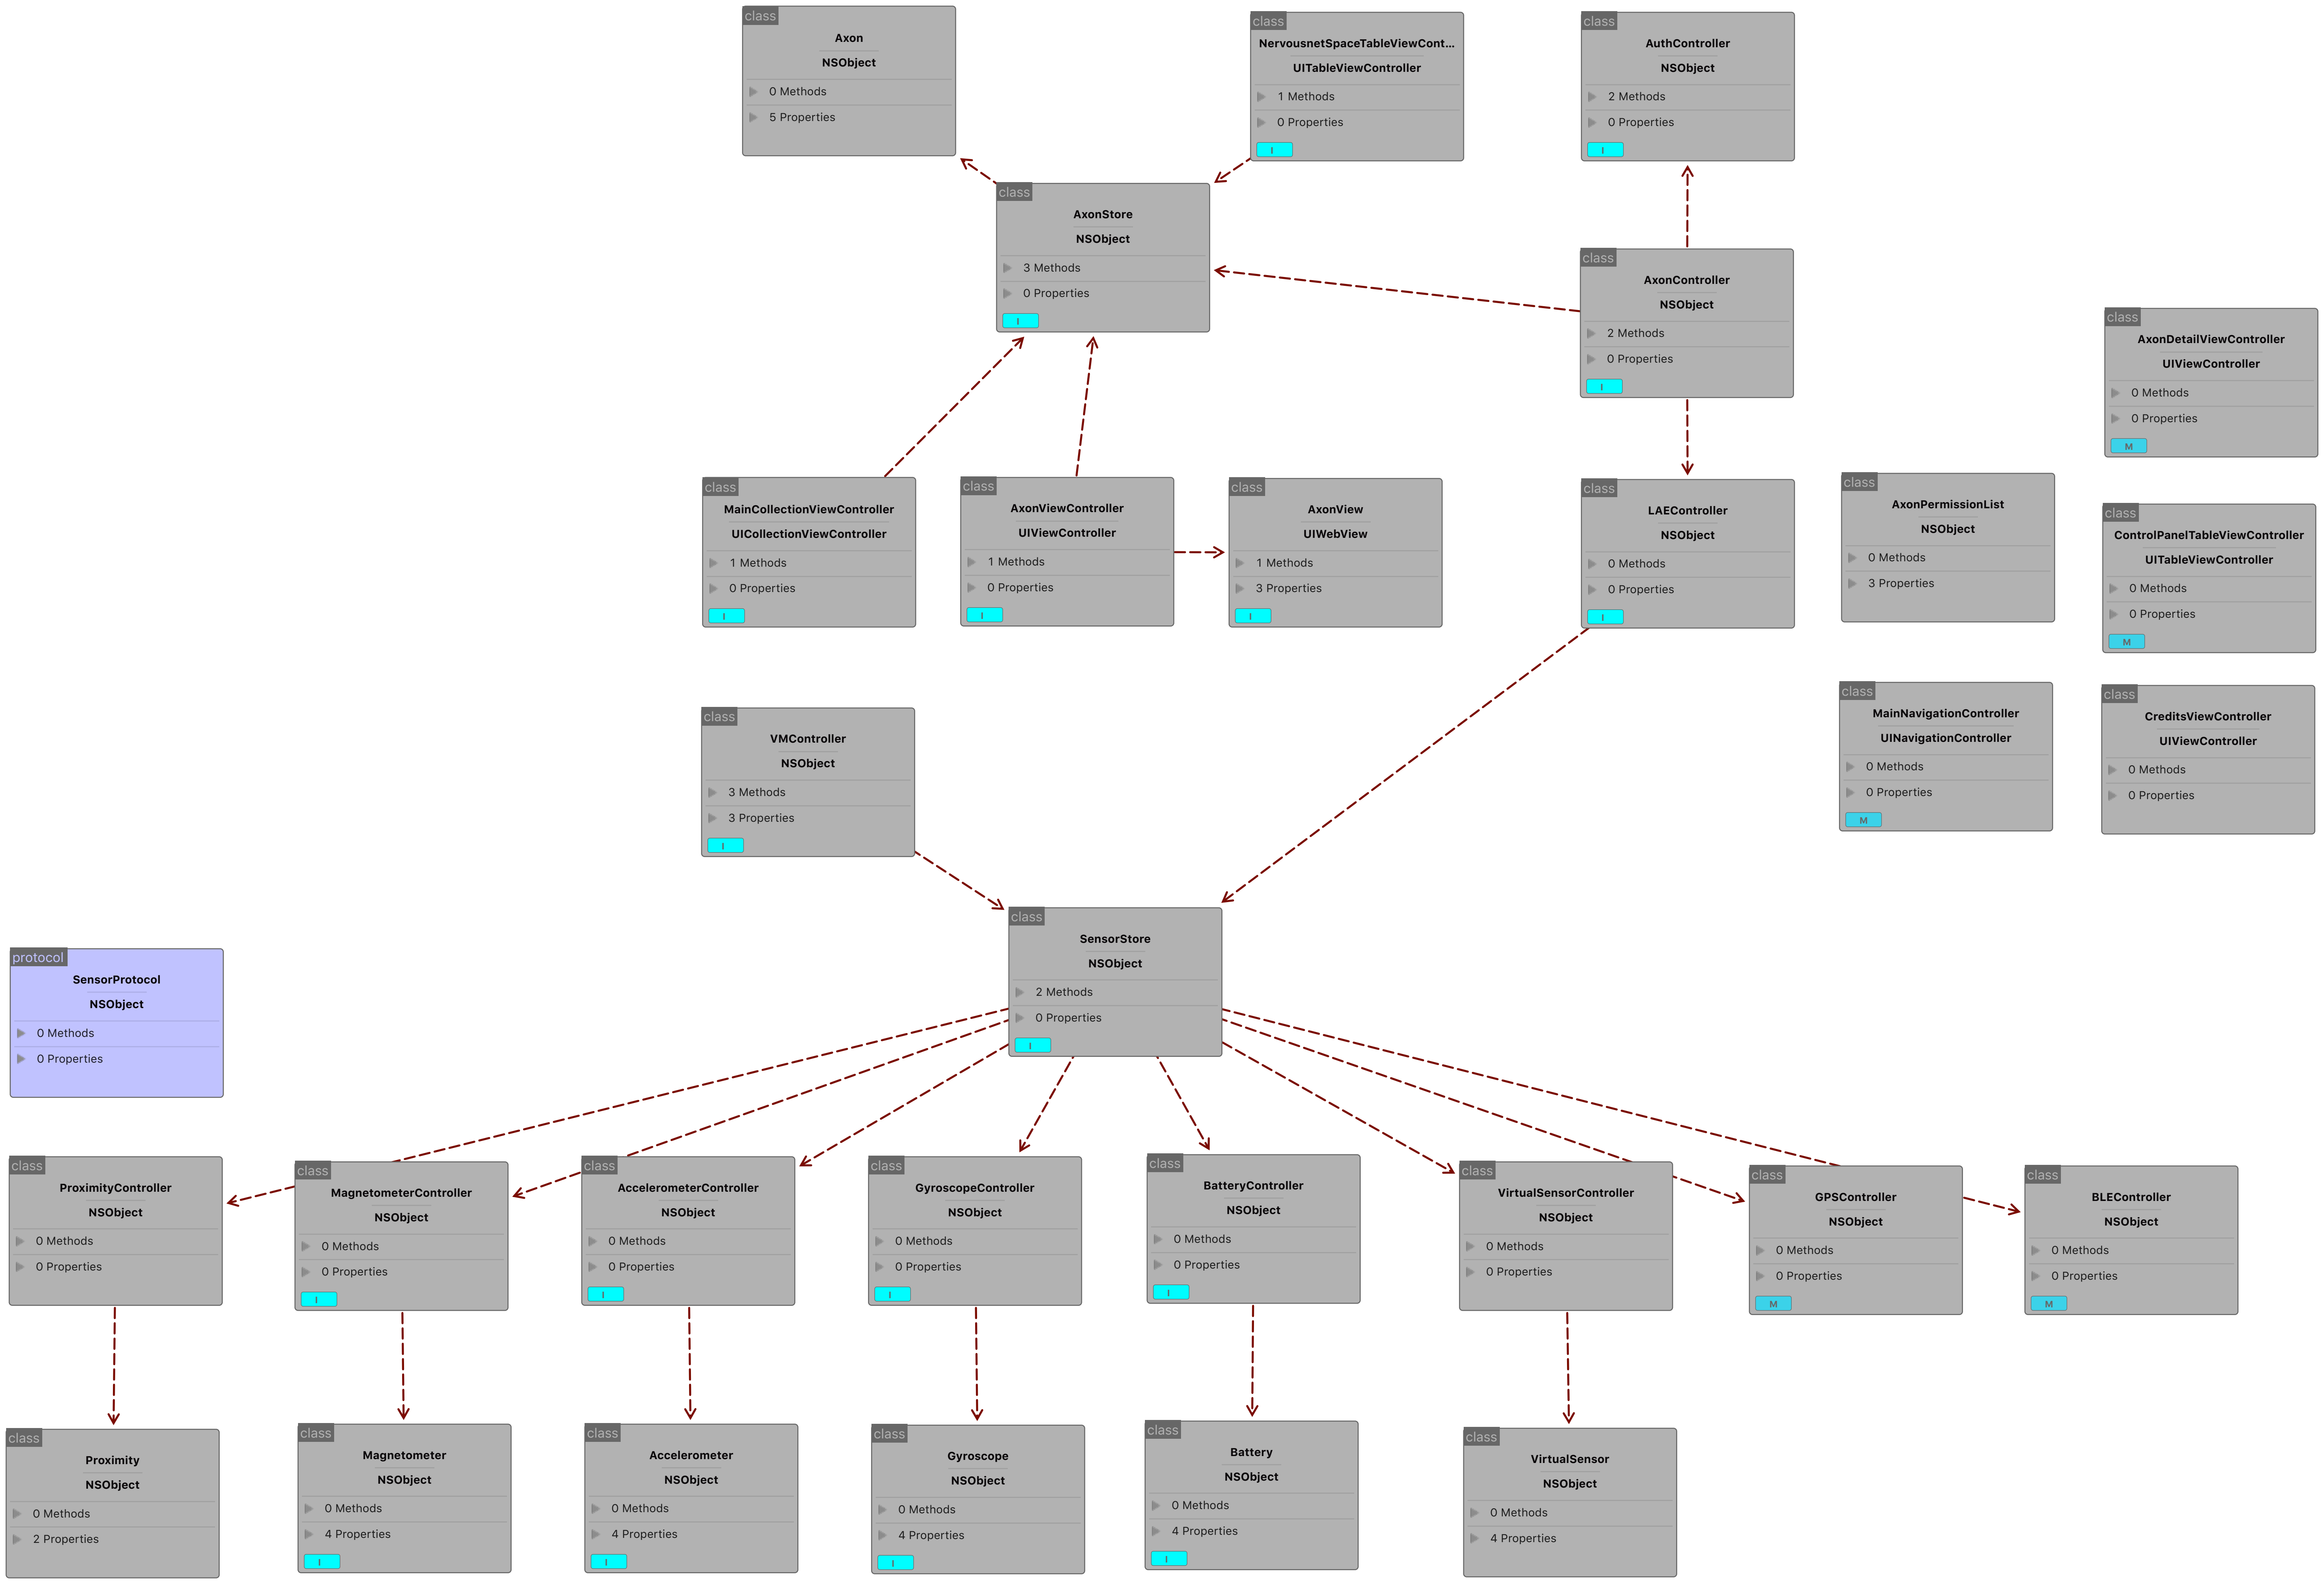 class
Axon
NSObject
0 Methods
5 Properties
class
NervousnetSpaceTableViewCont...
UITableViewController
1 Methods
0 Properties
I
class
AuthController
NSObject
2 Methods
0 Properties
I
class
AxonStore
NSObject
3 Methods
0 Properties
I
class
AxonController
NSObject
2 Methods
0 Properties
I
class
AxonDetailViewController
UIViewController
0 Methods
0 Properties
M
class
MainCollectionViewController
UICollectionViewController
1 Methods
0 Properties
I
class
AxonViewController
UIViewController
1 Methods
0 Properties
I
class
AxonView
UIWebView
1 Methods
3 Properties
I
class
LAEController
NSObject
0 Methods
0 Properties
I
class
AxonPermissionList
NSObject
0 Methods
3 Properties
class
ControlPanelTableViewController
UITableViewController
0 Methods
0 Properties
M
class
VMController
NSObject
3 Methods
3 Properties
I
class
MainNavigationController
UINavigationController
0 Methods
0 Properties
M
class
CreditsViewController
UIViewController
0 Methods
0 Properties
class
SensorStore
NSObject
2 Methods
0 Properties
I
protocol
SensorProtocol
NSObject
0 Methods
0 Properties
class
ProximityController
NSObject
0 Methods
0 Properties
class
MagnetometerController
NSObject
0 Methods
0 Properties
I
class
AccelerometerController
NSObject
0 Methods
0 Properties
I
class
GyroscopeController
NSObject
0 Methods
0 Properties
I
class
BatteryController
NSObject
0 Methods
0 Properties
I
class
VirtualSensorController
NSObject
0 Methods
0 Properties
class
GPSController
NSObject
0 Methods
0 Properties
M
class
BLEController
NSObject
0 Methods
0 Properties
M
class
Proximity
NSObject
0 Methods
2 Properties
class
Magnetometer
NSObject
0 Methods
4 Properties
I
class
Accelerometer
NSObject
0 Methods
4 Properties
I
class
Gyroscope
NSObject
0 Methods
4 Properties
I
class
Battery
NSObject
0 Methods
4 Properties
I
class
VirtualSensor
NSObject
0 Methods
4 Properties